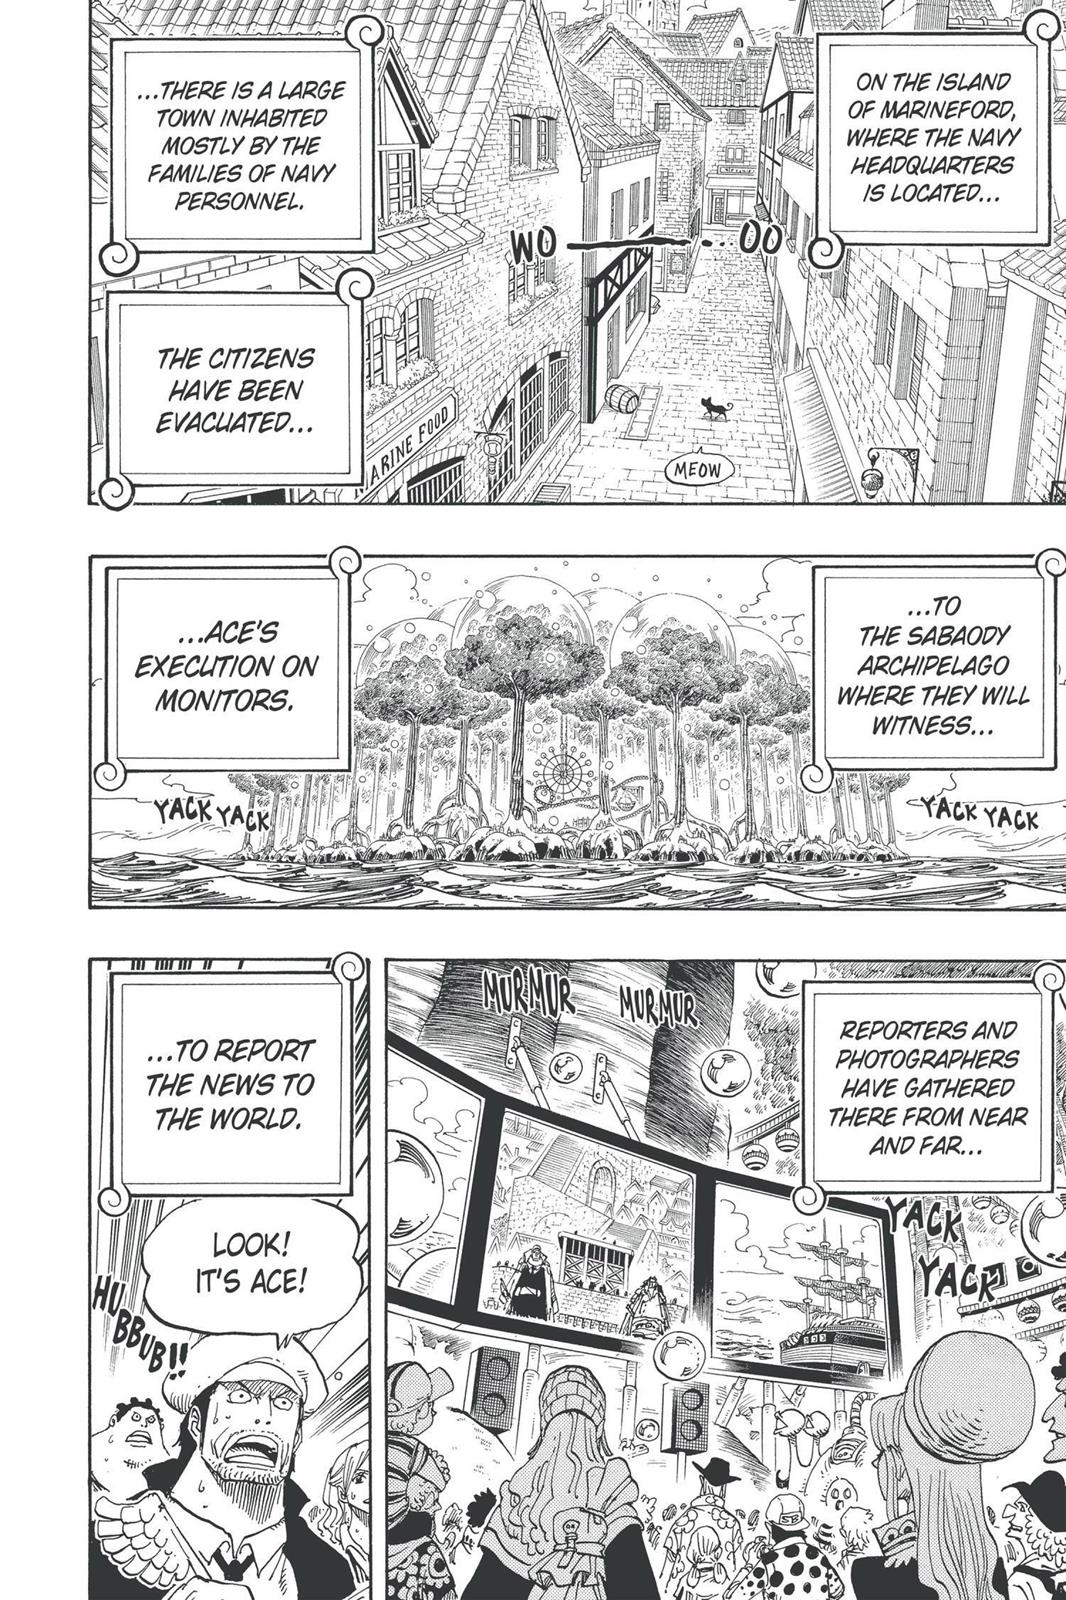 ON THE ISLAND
OF MARINEFORD,
WHERE THE NAVY
HEADQUARTERS
IS LOCATED...
...THERE IS A LARGE
TOWN INHABITED
MOSTLY BY THE
FAMILIES OF NAVY
PERSONNEL.
WO OO
THE CITIZENS
HAVE BEEN
EVACUATED...
MARINE FOOD
MEOW
...TO
THE SABAODY
ARCHIPELAGO
WHERE THEY WILL
WITNESS...
...ACE'S
EXECUTION ON
MONITORS.
YACK YACK
YACK YACK
REPORTERS AND
PHOTOGRAPHERS
HAVE GATHERED
THERE FROM NEAR
AND FAR...
MURMUR
MURMUR
YACK
YACK
...TO REPORT
THE NEWS TO
THE WORLD.
LOOK!
IT'S ACE!
HUBBUB!!